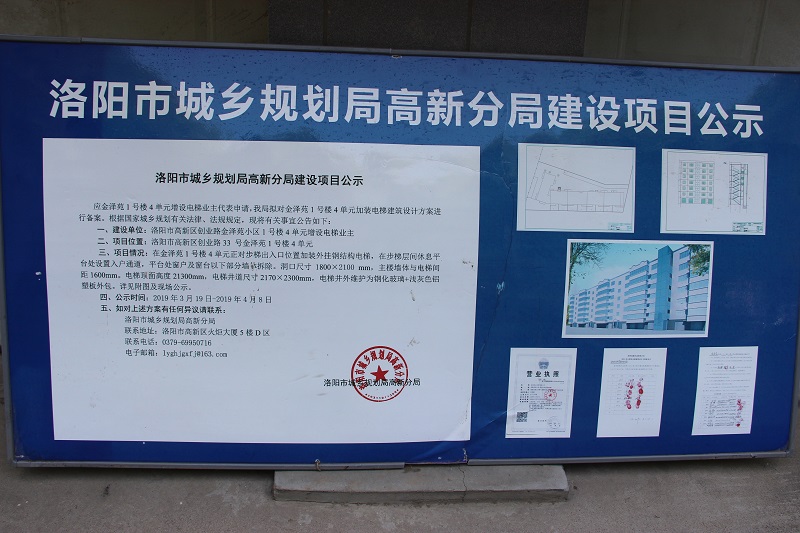 洛阳市城乡规划局高新分局建设项目公示
洛阳市城乡规划局高新分局建设项目公示
应金泽苑1号楼4单元增设电梯业主代表申请，我局拟对金泽苑1号楼4单元加装电梯建筑设计方案进
行备案。根据国家城乡规划有关法律、法规规定，现将有关事宜公告如下：
一、建设单位：洛阳市高新区创业路金泽苑小区1号楼4单元增设电梯业主
二、项目位置：洛阳市高新区创业路33号金泽苑1号楼4单元
三、项目情况：在金泽苑1号楼4单元正对步梯出入口位置加装外挂钢结构电梯，在步梯层间休息平
台处设置入户通道，平台处窗户及窗台以下部分墙体拆除。洞口尺寸1800×2100mm，主楼墙体与电梯间
距1600mm。电梯顶面高度21300mm，电梯井道尺寸2170×2300mm，电梯井外维护为钢化玻璃+浅灰色铝
塑板外包。详见附图及现场公示。
四、公示时间：2019年3月19日-2019年4月8日
五、如对上述方案有任何异议请联系：
洛阳市城乡规划局高新分局
联系地址：洛阳市高新区火炬大厦5楼D区
联系电话：0379-69950716
电子邮箱：lyghjgxfj@163.com
洛阳市城乡规划局高新分局
洛阳市城乡规划局高新分局
营业执照